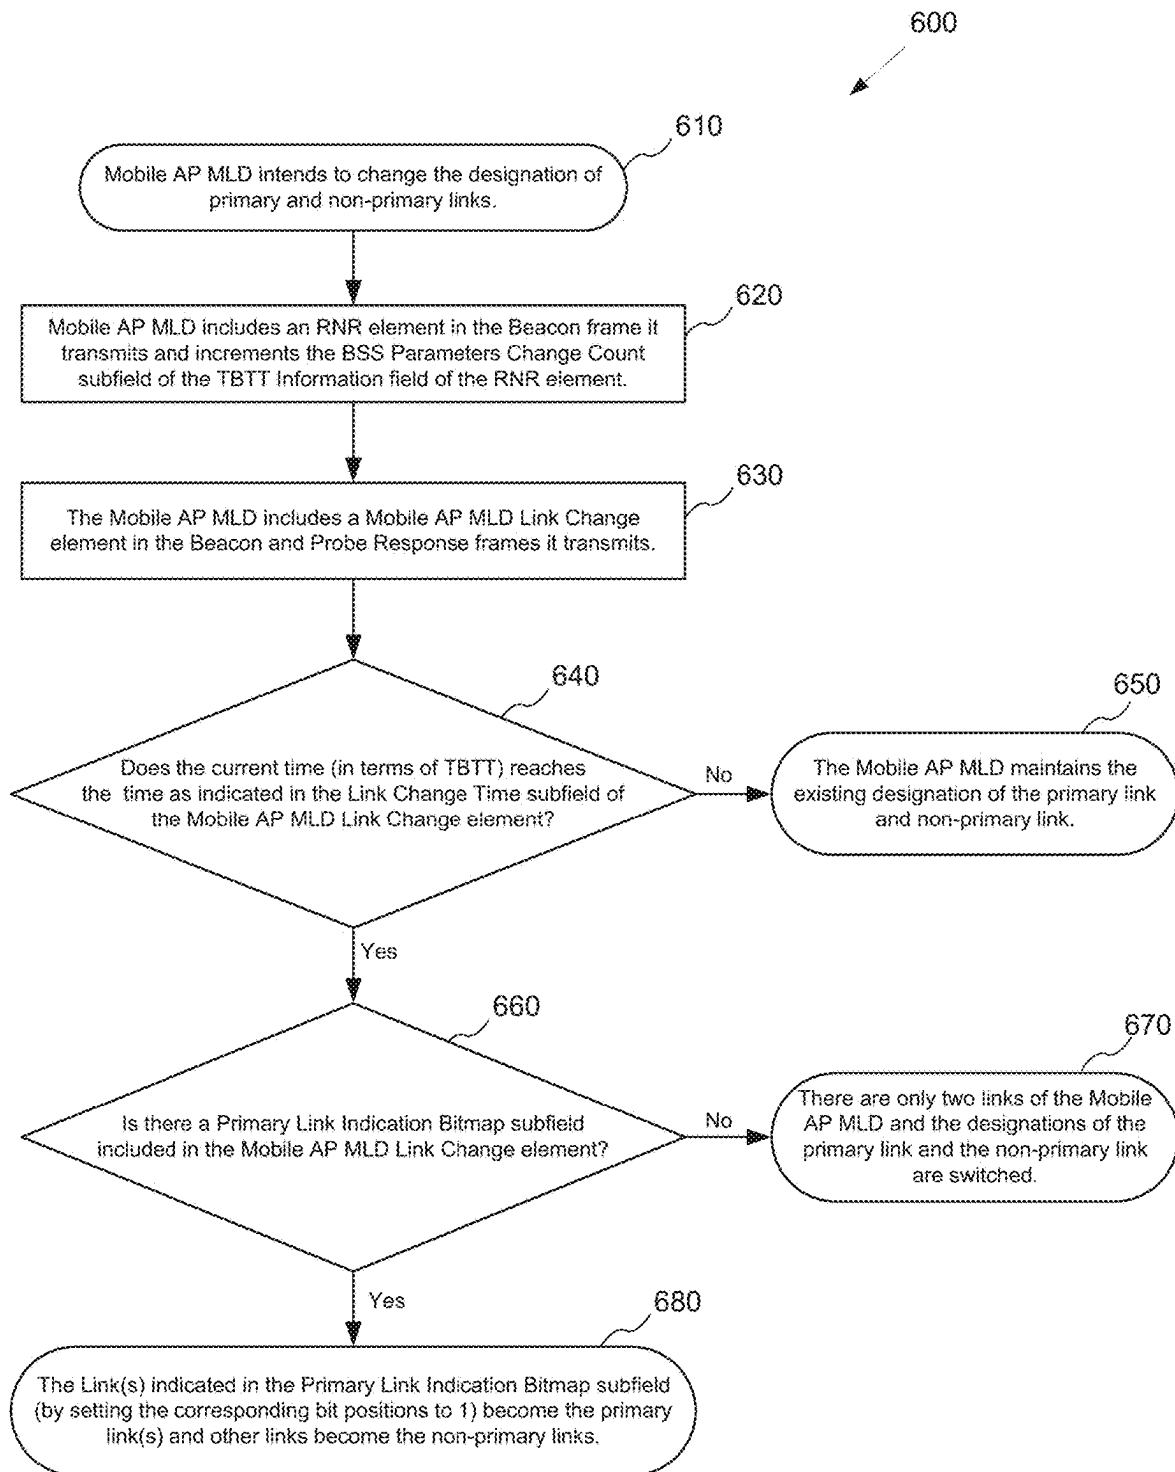 600
610
Mobile AP MLD intends to change the designation of
primary and non-primary links.
620
Mobile AP MLD includes an RNR element in the Beacon frame it
transmits and increments the BSS Parameters Change Count
subfield of the TBTT Information field of the RNR element.
630
The Mobile AP MLD includes a Mobile AP MLD Link Change
element in the Beacon and Probe Response frames it transmits.
640
Does the current time (in terms of TBTT) reaches
the time as indicated in the Link Change Time subfield of
the Mobile AP MLD Link Change element?
No
650
The Mobile AP MLD maintains the
existing designation of the primary link
and non-primary link.
Yes
660
Is there a Primary Link Indication Bitmap subfield
included in the Mobile AP MLD Link Change element?
No
670
There are only two links of the Mobile
AP MLD and the designations of the
primary link and the non-primary link
are switched.
Yes
680
The Link(s) indicated in the Primary Link Indication Bitmap subfield
(by setting the corresponding bit positions to 1) become the primary
link(s) and other links become the non-primary links.